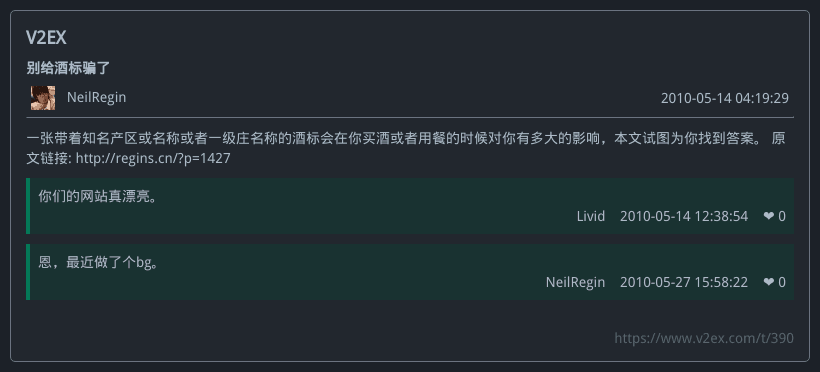 V2EX
别给酒标骗了
NeilRegin
2010-05-14 04:19:29
一张带着知名产区或名称或者一级庄名称的酒标会在你买酒或者用餐的时候对你有多大的影响，本文试图为你找到答案。 原
文链接: http://regins.cn/?p=1427
你们的网站真漂亮。
Livid 2010-05-14 12:38:54 ❤ 0
恩，最近做了个bg。
NeilRegin 2010-05-27 15:58:22 ❤ 0
https://www.v2ex.com/t/390